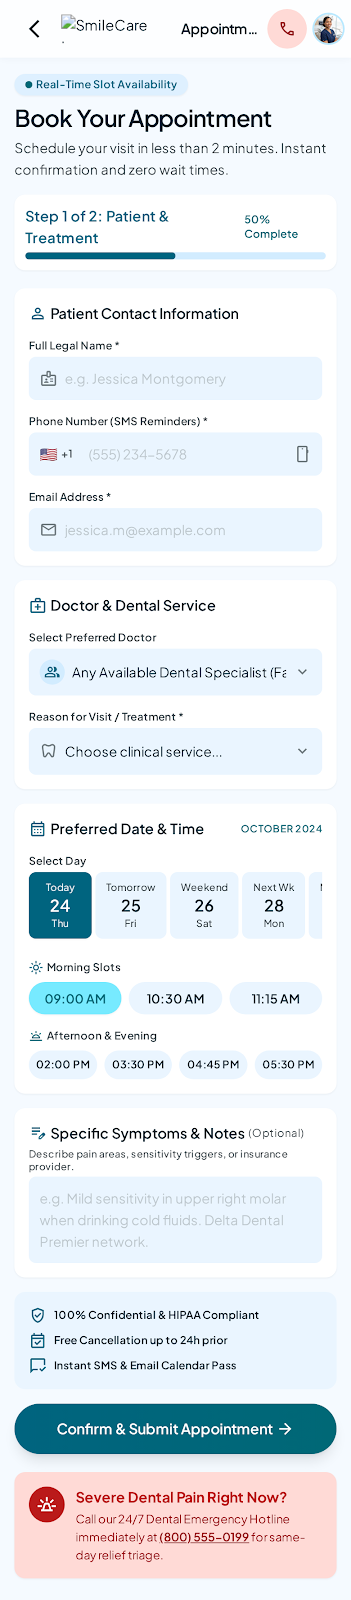 SmileCare
Appointm...
Real-Time Slot Availability
Book Your Appointment
Schedule your visit in less than 2 minutes. Instant
confirmation and zero wait times.
Step 1 of 2: Patient &
Treatment
50%
Complete
Patient Contact Information
Full Legal Name *
e.g. Jessica Montgomery
Phone Number (SMS Reminders) *
+1 (555) 234-5678
Email Address *
jessica.m@example.com
Doctor & Dental Service
Select Preferred Doctor
Any Available Dental Specialist (Fa
Reason for Visit / Treatment *
Choose clinical service...
Preferred Date & Time OCTOBER 2024
Select Day
Today Tomorrow Weekend Next Wk
24 25 26 28
Thu Fri Sat Mon
Morning Slots
09:00 AM 10:30 AM 11:15 AM
Afternoon & Evening
02:00 PM 03:30 PM 04:45 PM 05:30 PM
Specific Symptoms & Notes (Optional)
Describe pain areas, sensitivity triggers, or insurance
provider.
e.g. Mild sensitivity in upper right molar
when drinking cold fluids. Delta Dental
Premier network.
100% Confidential & HIPAA Compliant
Free Cancellation up to 24h prior
Instant SMS & Email Calendar Pass
Confirm & Submit Appointment →
Severe Dental Pain Right Now?
Call our 24/7 Dental Emergency Hotline
immediately at (800) 555-0199 for same-
day relief triage.